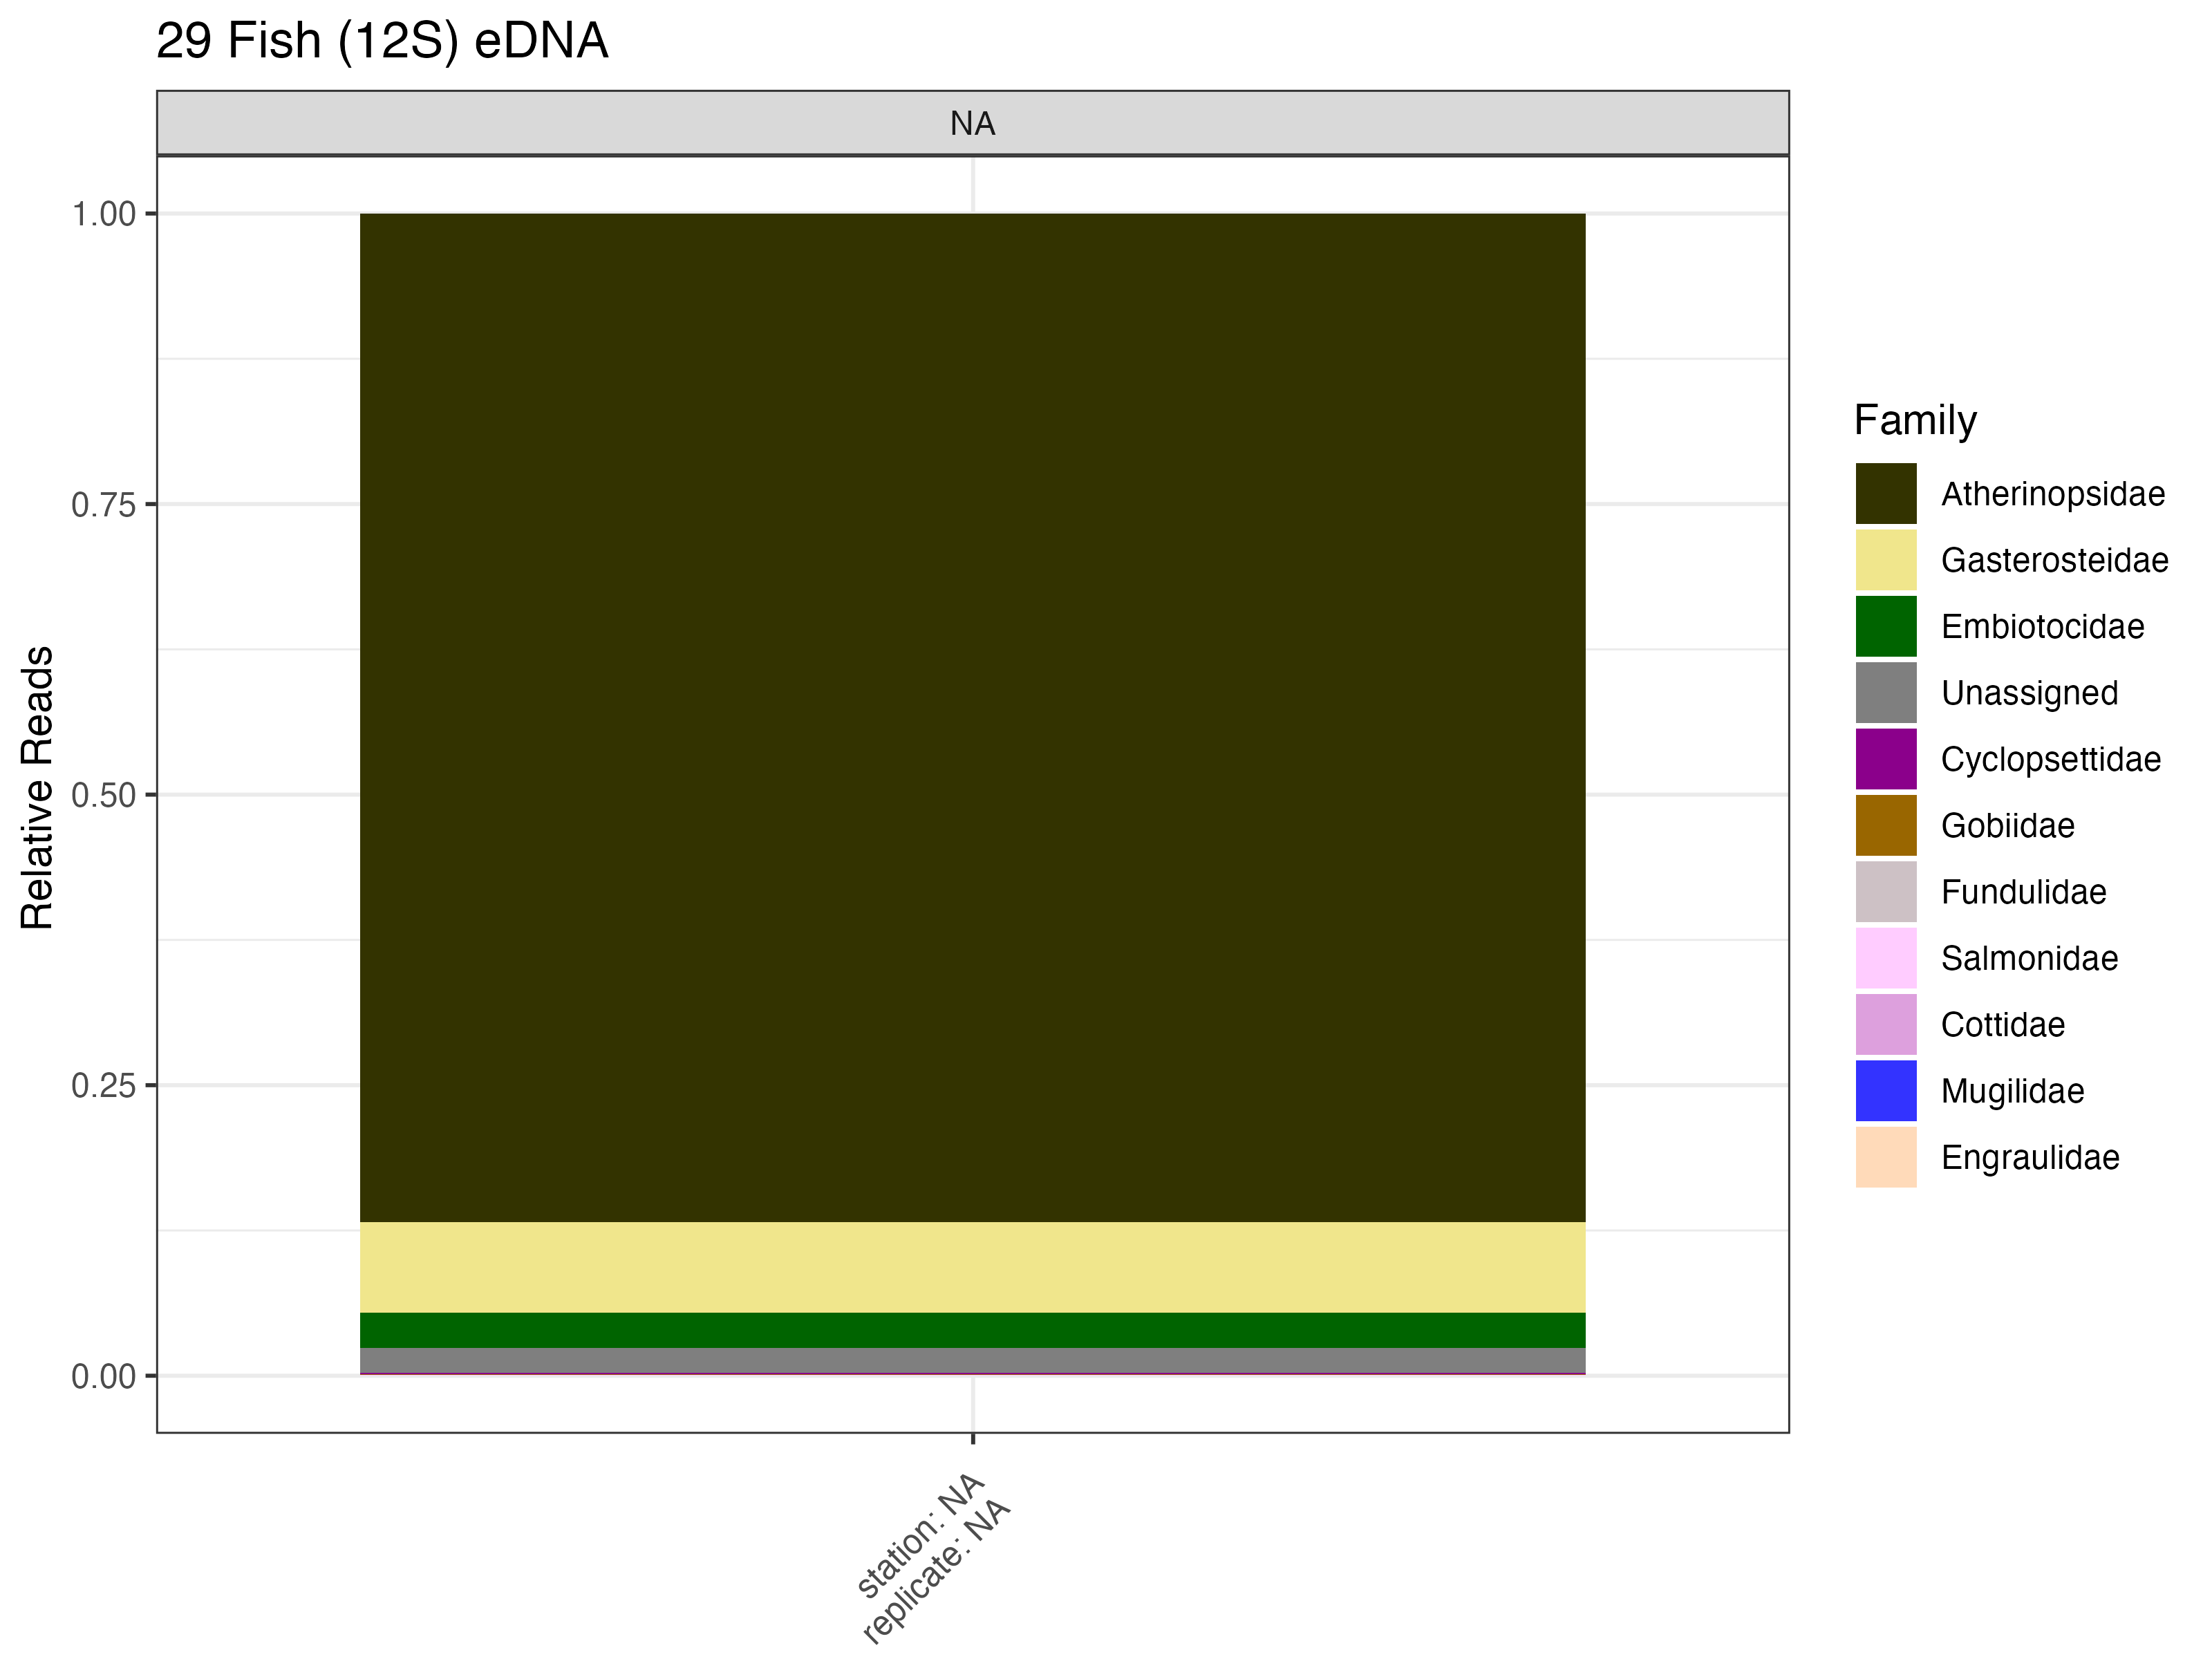 29 Fish (12S) eDNA
NA
1.00
0.75
0.50
0.25
0.00
Relative Reads
station: NA
replicate: NA
Family
Atherinopsidae
Gasterosteidae
Embiotocidae
Unassigned
Cyclopsettidae
Gobiidae
Fundulidae
Salmonidae
Cottidae
Mugilidae
Engraulidae